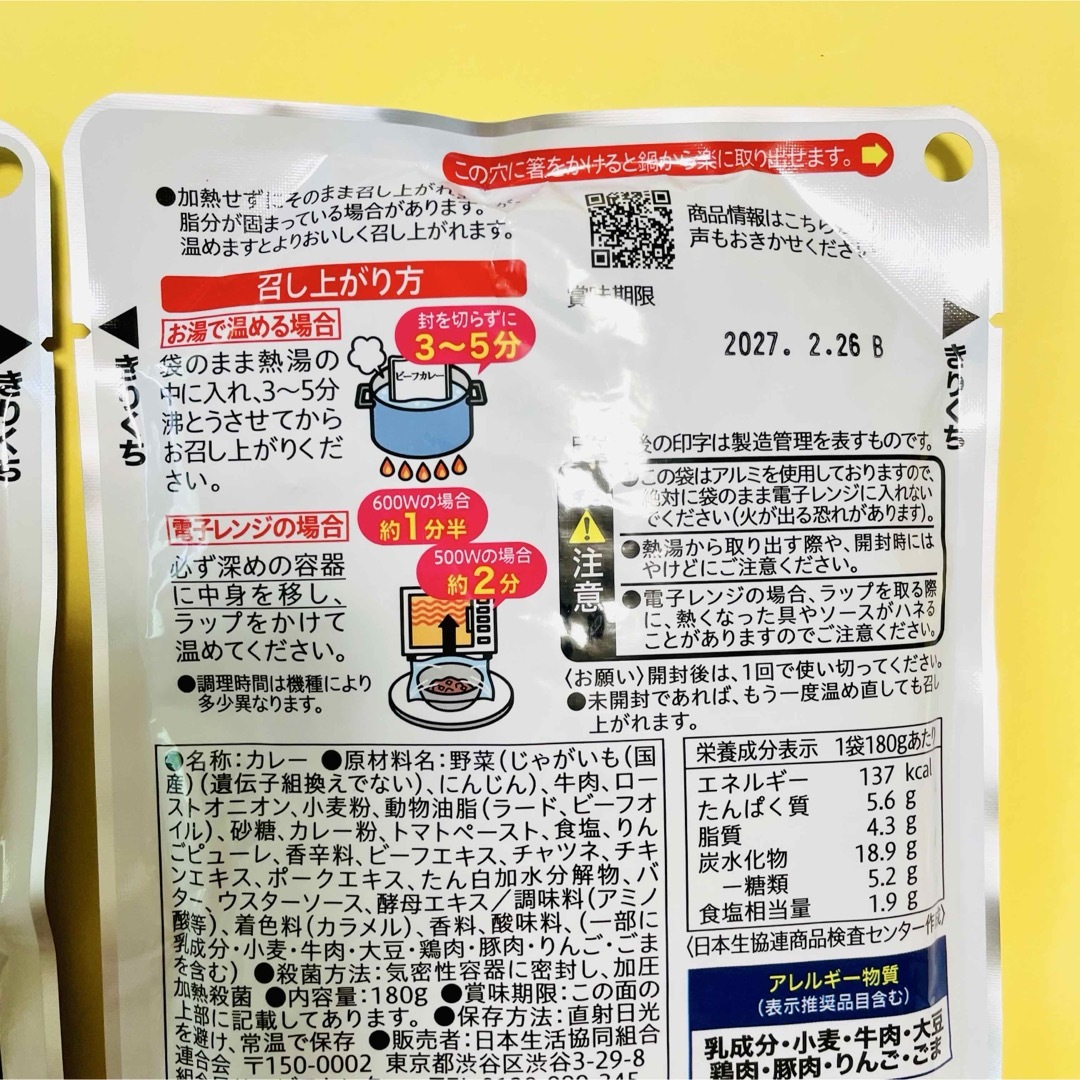 この穴に箸をかけると鍋から楽に取り出せます。
●加熱せずにそのまま召し上がれ
脂分が固まっている場合があります。
温めますとよりおいしく召し上がれます。
商品情報はこちら
声もおきかせくださ
召し上がり方
賞味期限
2027. 2.26 B
お湯で温める場合
封を切らずに
3〜5分
袋のまま熱湯の
中に入れ、3〜5分
沸とうさせてから
お召し上がりくだ
さい。
ビーフカレー
きりくち
きりくち
きりくち
後の印字は製造管理を表すものです。
電子レンジの場合
600Wの場合
約1分半
500Wの場合
約2分
必ず深めの容器
に中身を移し、
ラップをかけて
温めてください。
●調理時間は機種により
多少異なります。
注意
●この袋はアルミを使用しておりますので、
絶対に袋のまま電子レンジに入れない
でください(火が出る恐れがあります)。
●熱湯から取り出す際や、開封時には
やけどにご注意ください。
●電子レンジの場合、ラップを取る際
に、熱くなった具やソースがハネる
ことがありますのでご注意ください。
〈お願い〉開封後は、1回で使い切ってください。
●未開封であれば、もう一度温め直しても召し
上がれます。
●名称:カレー ●原材料名:野菜(じゃがいも(国
産)(遺伝子組換えでない)、にんじん)、牛肉、ロー
ストオニオン、小麦粉、動物油脂(ラード、ビーフオ
イル)、砂糖、カレー粉、トマトペースト、食塩、りん
ごピューレ、香辛料、ビーフエキス、チャツネ、チキ
ンエキス、ポークエキス、たん白加水分解物、バ
ター、ウスターソース、酵母エキス/調味料(アミノ
酸等)、着色料(カラメル)、香料、酸味料、(一部に
乳成分・小麦・牛肉・大豆・鶏肉・豚肉・りんご・ごま
を含む) ●殺菌方法:気密性容器に密封し、加圧
加熱殺菌 ●内容量:180g ●賞味期限:この面の
上部に記載してあります。 ●保存方法:直射日光
を避け、常温で保存 ●販売者:日本生活協同組合
連合会 〒150-0002 東京都渋谷区渋谷3-29-8
栄養成分表示 1袋180gあたり
エネルギー 137 kcal
たんぱく質 5.6 g
脂質 4.3 g
炭水化物 18.9 g
ー糖類 5.2 g
食塩相当量 1.9 g
〈日本生協連商品検査センター作成〉
アレルギー物質
(表示推奨品目含む)
乳成分・小麦・牛肉・大豆
鶏肉・豚肉・りんご・ごま